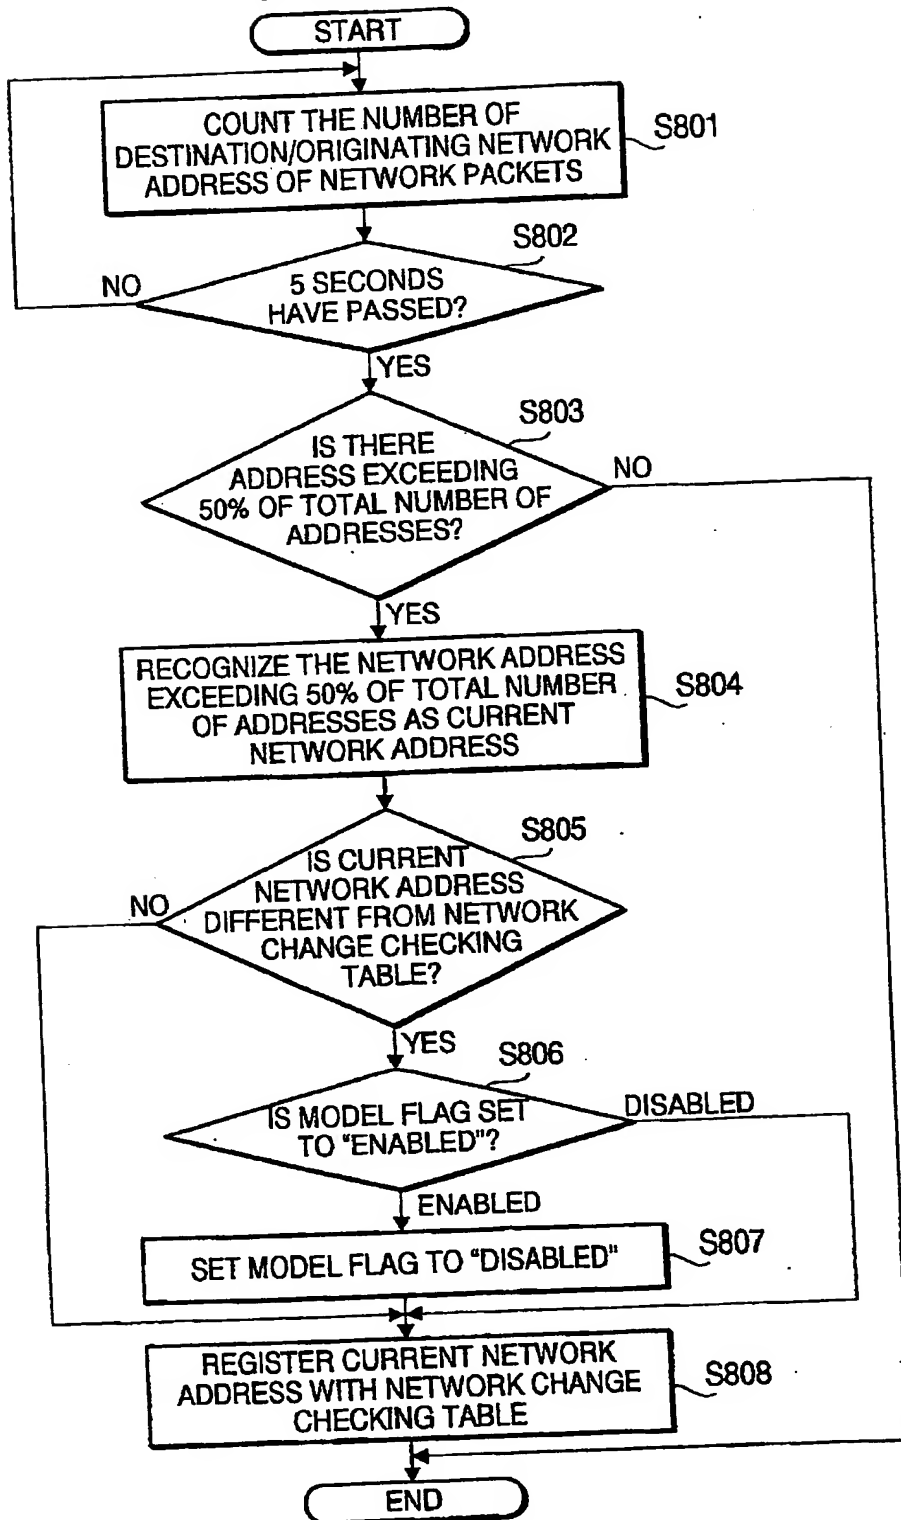 START
COUNT THE NUMBER OF
DESTINATION/ORIGINATING NETWORK
ADDRESS OF NETWORK PACKETS
S801
S802
NO
5 SECONDS
HAVE PASSED?
YES
S803
IS THERE
ADDRESS EXCEEDING
50% OF TOTAL NUMBER OF
ADDRESSES?
NO
YES
RECOGNIZE THE NETWORK ADDRESS
EXCEEDING 50% OF TOTAL NUMBER
OF ADDRESSES AS CURRENT
NETWORK ADDRESS
S804
S805
IS CURRENT
NETWORK ADDRESS
DIFFERENT FROM NETWORK
CHANGE CHECKING
TABLE?
NO
YES
S806
IS MODEL FLAG SET
TO "ENABLED"?
DISABLED
ENABLED
SET MODEL FLAG TO "DISABLED"
S807
REGISTER CURRENT NETWORK
ADDRESS WITH NETWORK CHANGE
CHECKING TABLE
S808
END